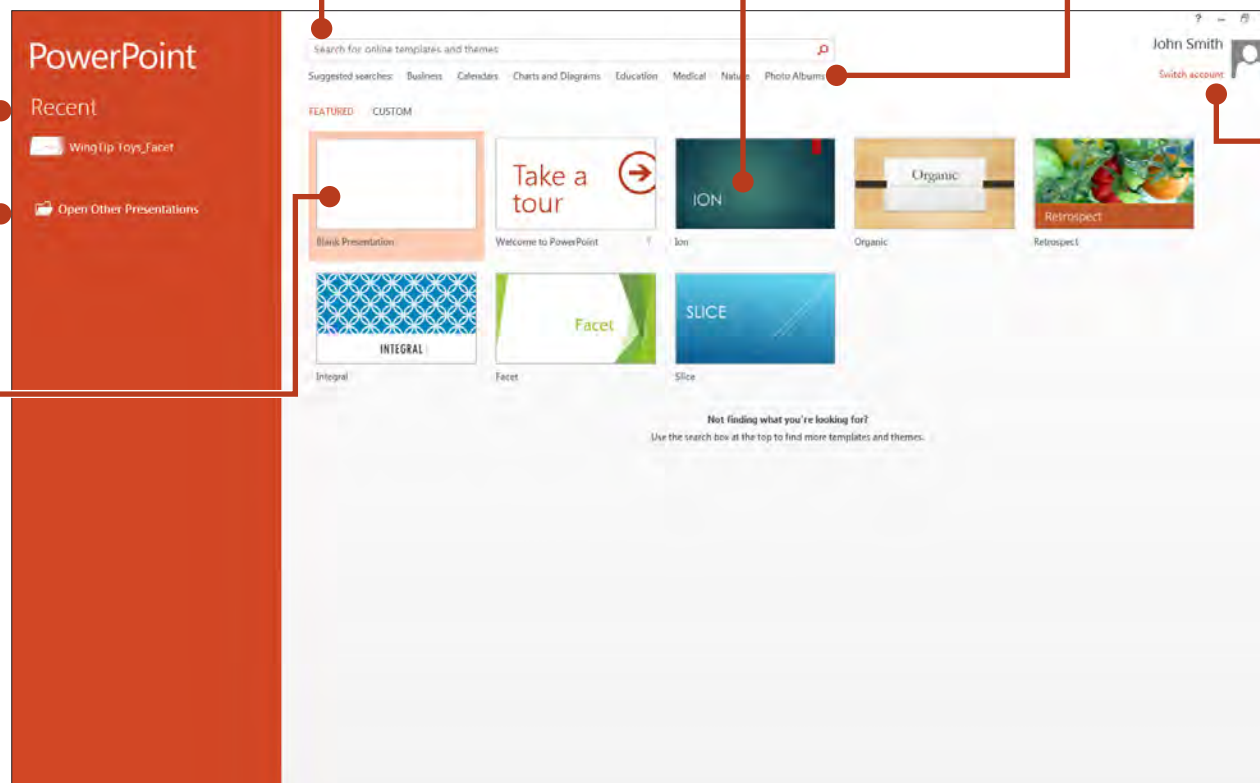 PowerPoint
Recent
WingTip Toys_Facet
Open Other Presentations
?
John Smith
Switch account
Search for online templates and themes
Suggested searches: Business Calendars Charts and Diagrams Education Medical Nature Photo Albums
FEATURED CUSTOM
Blank Presentation
Take a
tour
Welcome to PowerPoint
ION
Ion
Organic
Organic
Retrospect
Retrospect
INTEGRAL
Integral
Facet
Facet
SLICE
Slice
Not finding what you're looking for?
Use the search box at the top to find more templates and themes.